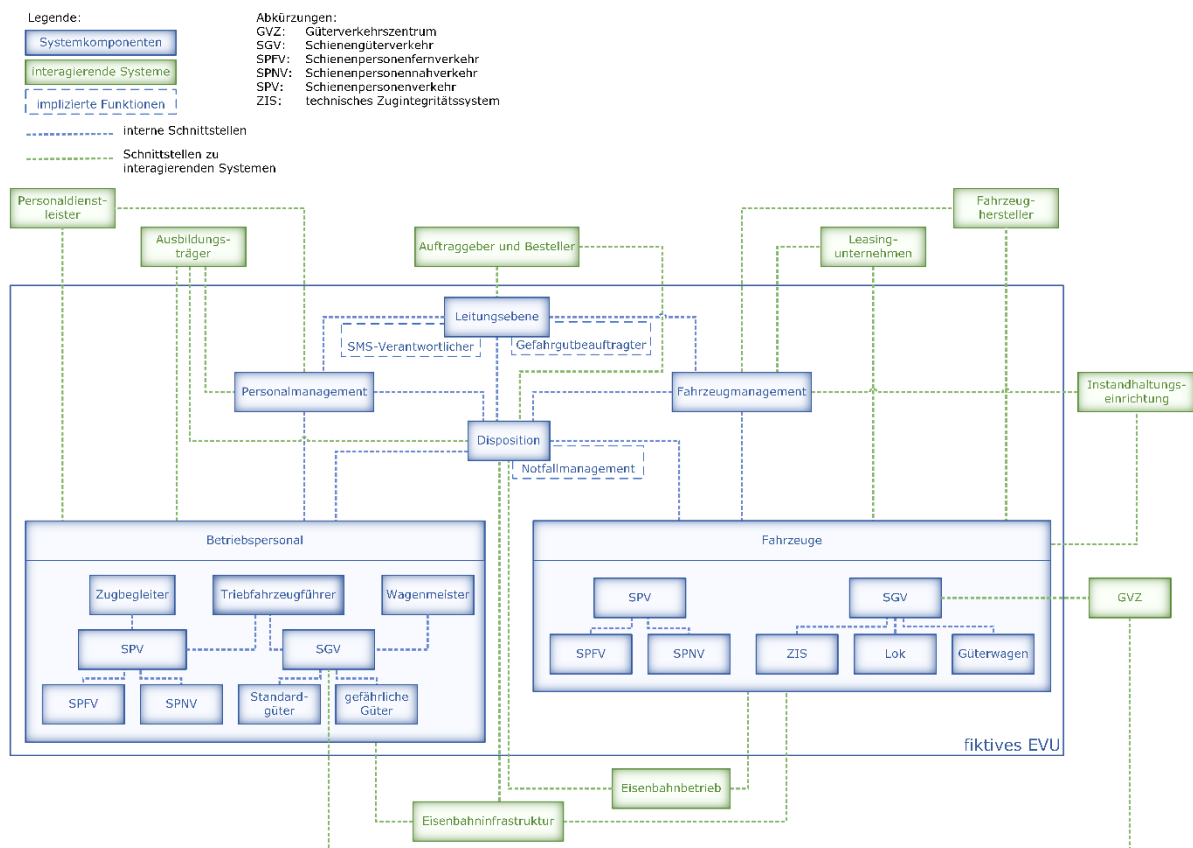 Legende:
Systemkomponenten
interagierende Systeme
implizierte Funktionen
interne Schnittstellen
Schnittstellen zu
interagierenden Systemen
Abkürzungen:
GVZ: Güterverkehrszentrum
SGV: Schienengüterverkehr
SPFV: Schienenpersonenfernverkehr
SPNV: Schienenpersonennahverkehr
SPV: Schienenpersonenverkehr
ZIS: technisches Zugintegritätssystem
Personaldienst-
leister
Ausbildungs-
träger
Auftraggeber und Besteller
Leasing-
unternehmen
Fahrzeug-
hersteller
Leitungsebene
SMS-Verantwortlicher
Gefahrgutbeauftragter
Personalmanagement
Fahrzeugmanagement
Instandhaltungs-
einrichtung
Disposition
Notfallmanagement
Betriebspersonal
Zugbegleiter
Triebfahrzeugführer
Wagenmeister
SPV
SGV
SPFV
SPNV
Standard-
güter
gefährliche
Güter
Fahrzeuge
SPV
SGV
SPFV
SPNV
ZIS
Lok
Güterwagen
GVZ
fiktives EVU
Eisenbahnbetrieb
Eisenbahninfrastruktur